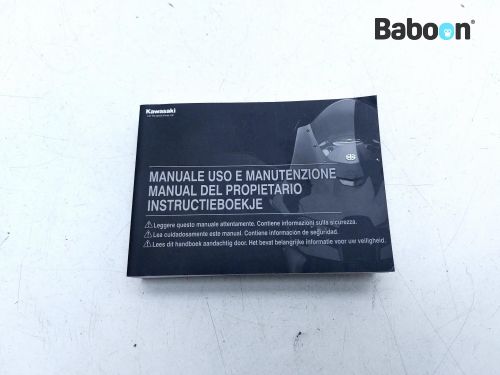 Baboon
Kawasaki
MANUALE USO E MANUTENZIONE
MANUAL DEL PROPIETARIO
INSTRUCTIEBOEKJE
Leggere questo manuale attentamente. Contiene informazioni sulla sicurezza.
Lea cuidadosamente este manual. Contiene información de seguridad.
Lees dit handboek aandachtig door. Het bevat belangrijke informatie voor uw veiligheid.